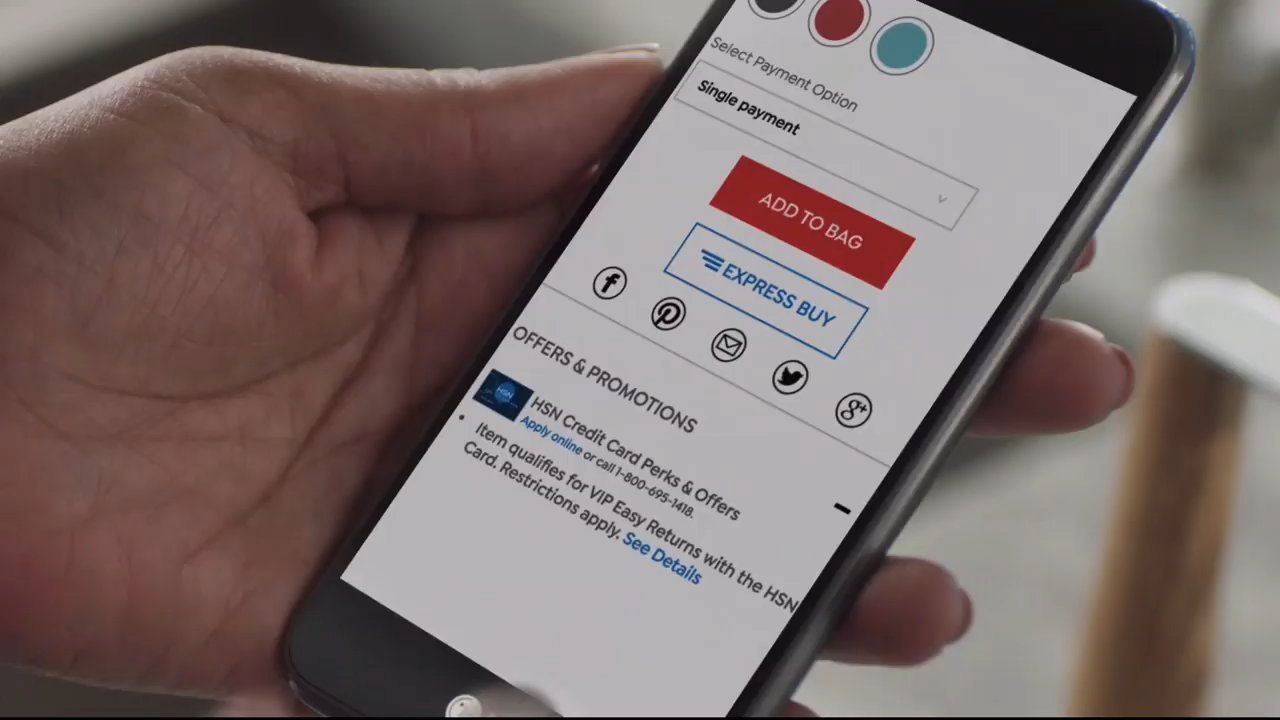 Select Payment Option
Single payment
ADD TO BAG
EXPRESS BUY
OFFERS & PROMOTIONS
HSN
HSN Credit Card Perks & Offers
Apply online or call 1-800-695-1418.
Item qualifies for VIP Easy Returns with the HSN
Card. Restrictions apply. See Details